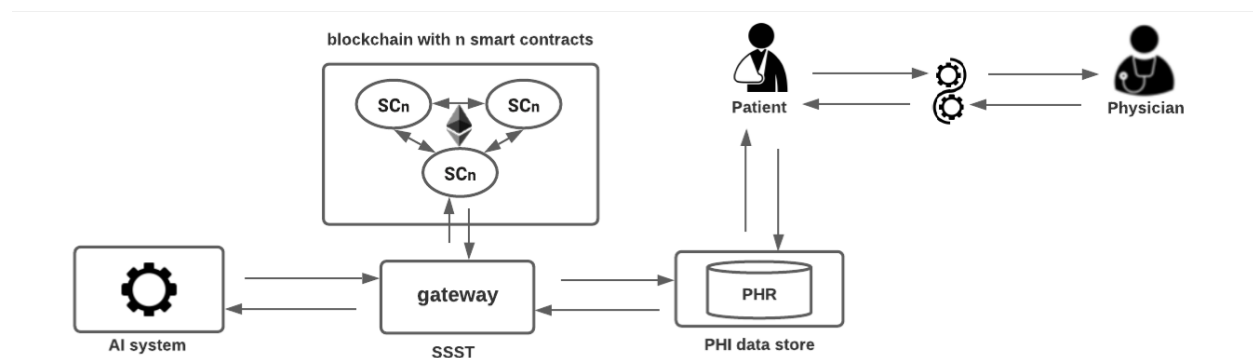 blockchain with n smart contracts
SCn
SCn
SCn
Patient
Physician
gateway
PHR
AI system
SSST
PHI data store